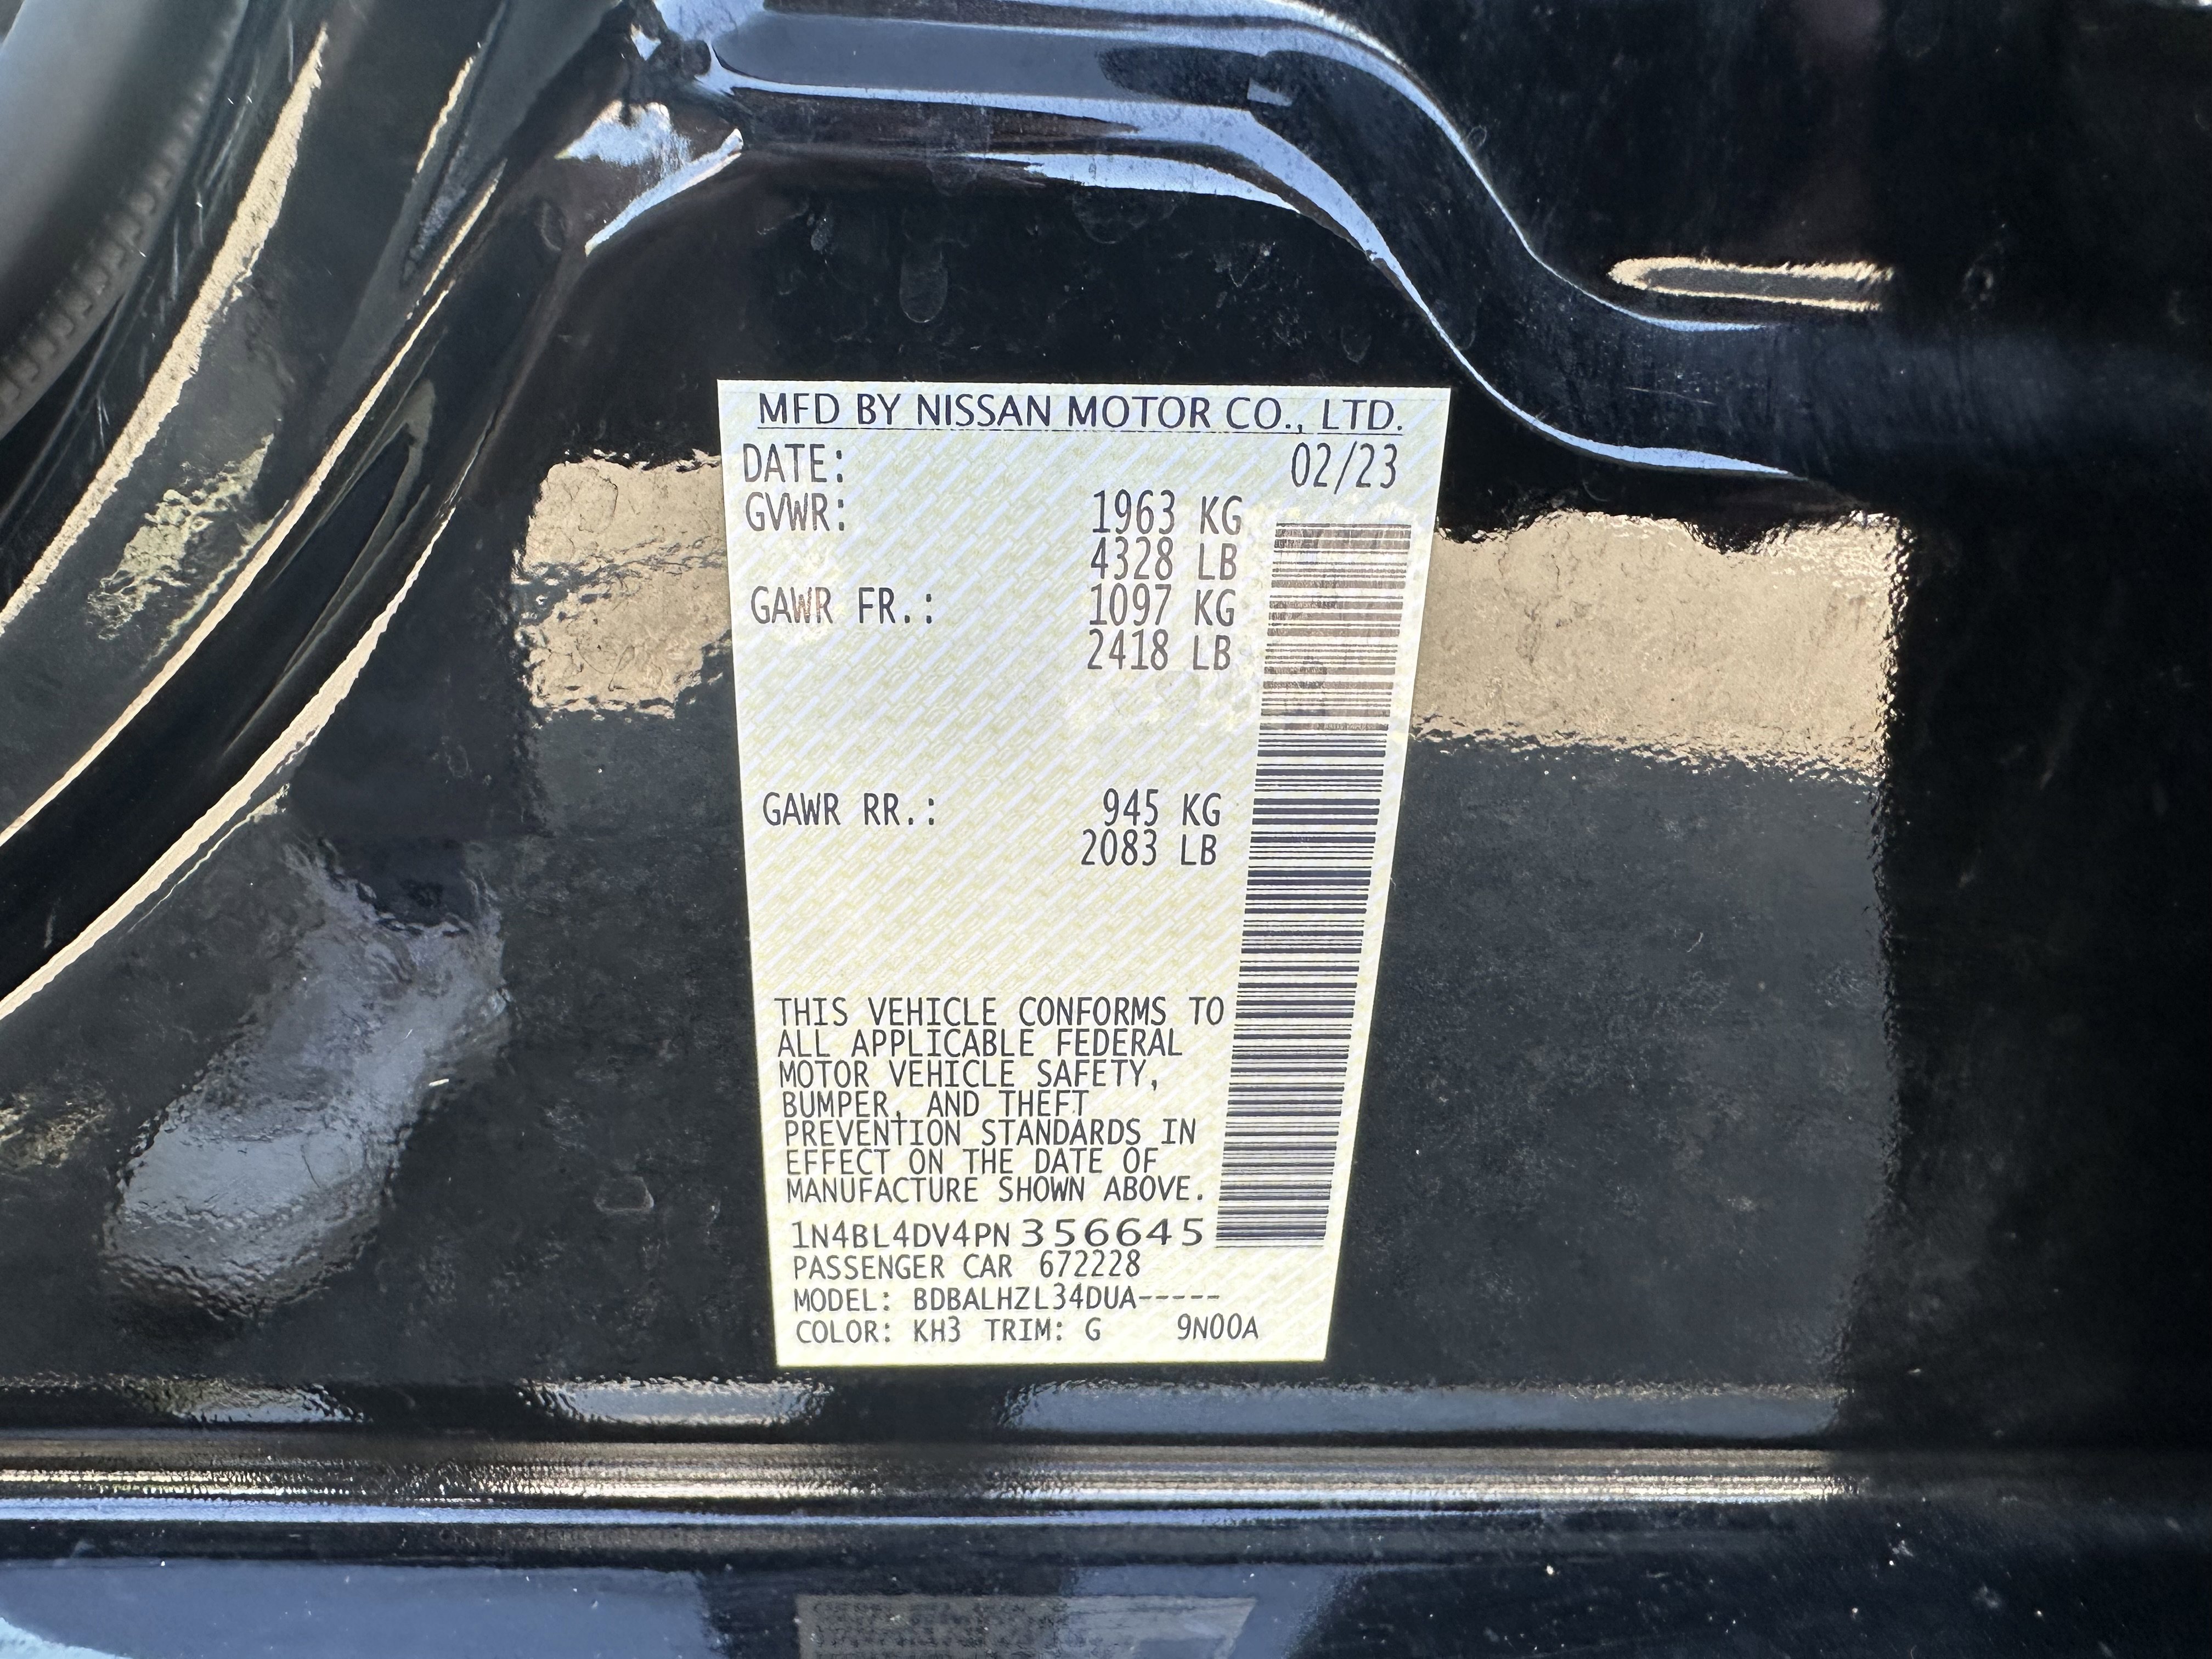 MFD BY NISSAN MOTOR CO., LTD.
DATE: 02/23
GVWR: 1963 KG
4328 LB
GAWR FR.: 1097 KG
2418 LB
GAWR RR.: 945 KG
2083 LB
THIS VEHICLE CONFORMS TO
ALL APPLICABLE FEDERAL
MOTOR VEHICLE SAFETY,
BUMPER, AND THEFT
PREVENTION STANDARDS IN
EFFECT ON THE DATE OF
MANUFACTURE SHOWN ABOVE.
1N4BL4DV4PN356645
PASSENGER CAR 672228
MODEL: BDBALHZL34DUA-----
COLOR: KH3 TRIM: G 9N00A